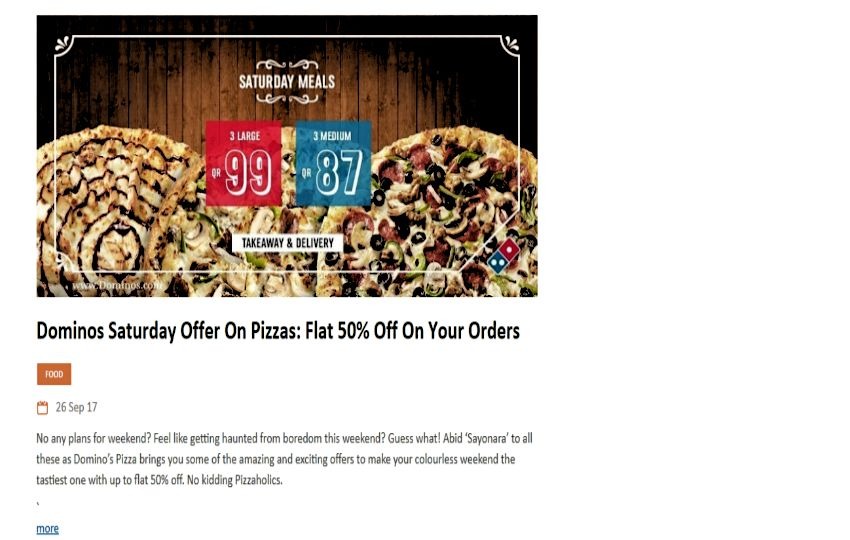 SATURDAY MEALS
3 LARGE
QR 99
3 MEDIUM
QR 87
TAKEAWAY & DELIVERY
www.Dominos.com
Dominos Saturday Offer On Pizzas: Flat 50% Off On Your Orders
FOOD
26 Sep 17
No any plans for weekend? Feel like getting haunted from boredom this weekend? Guess what! Abid ‘Sayonara’ to all
these as Domino’s Pizza brings you some of the amazing and exciting offers to make your colourless weekend the
tastiest one with up to flat 50% off. No kidding Pizzaholics.
`
more